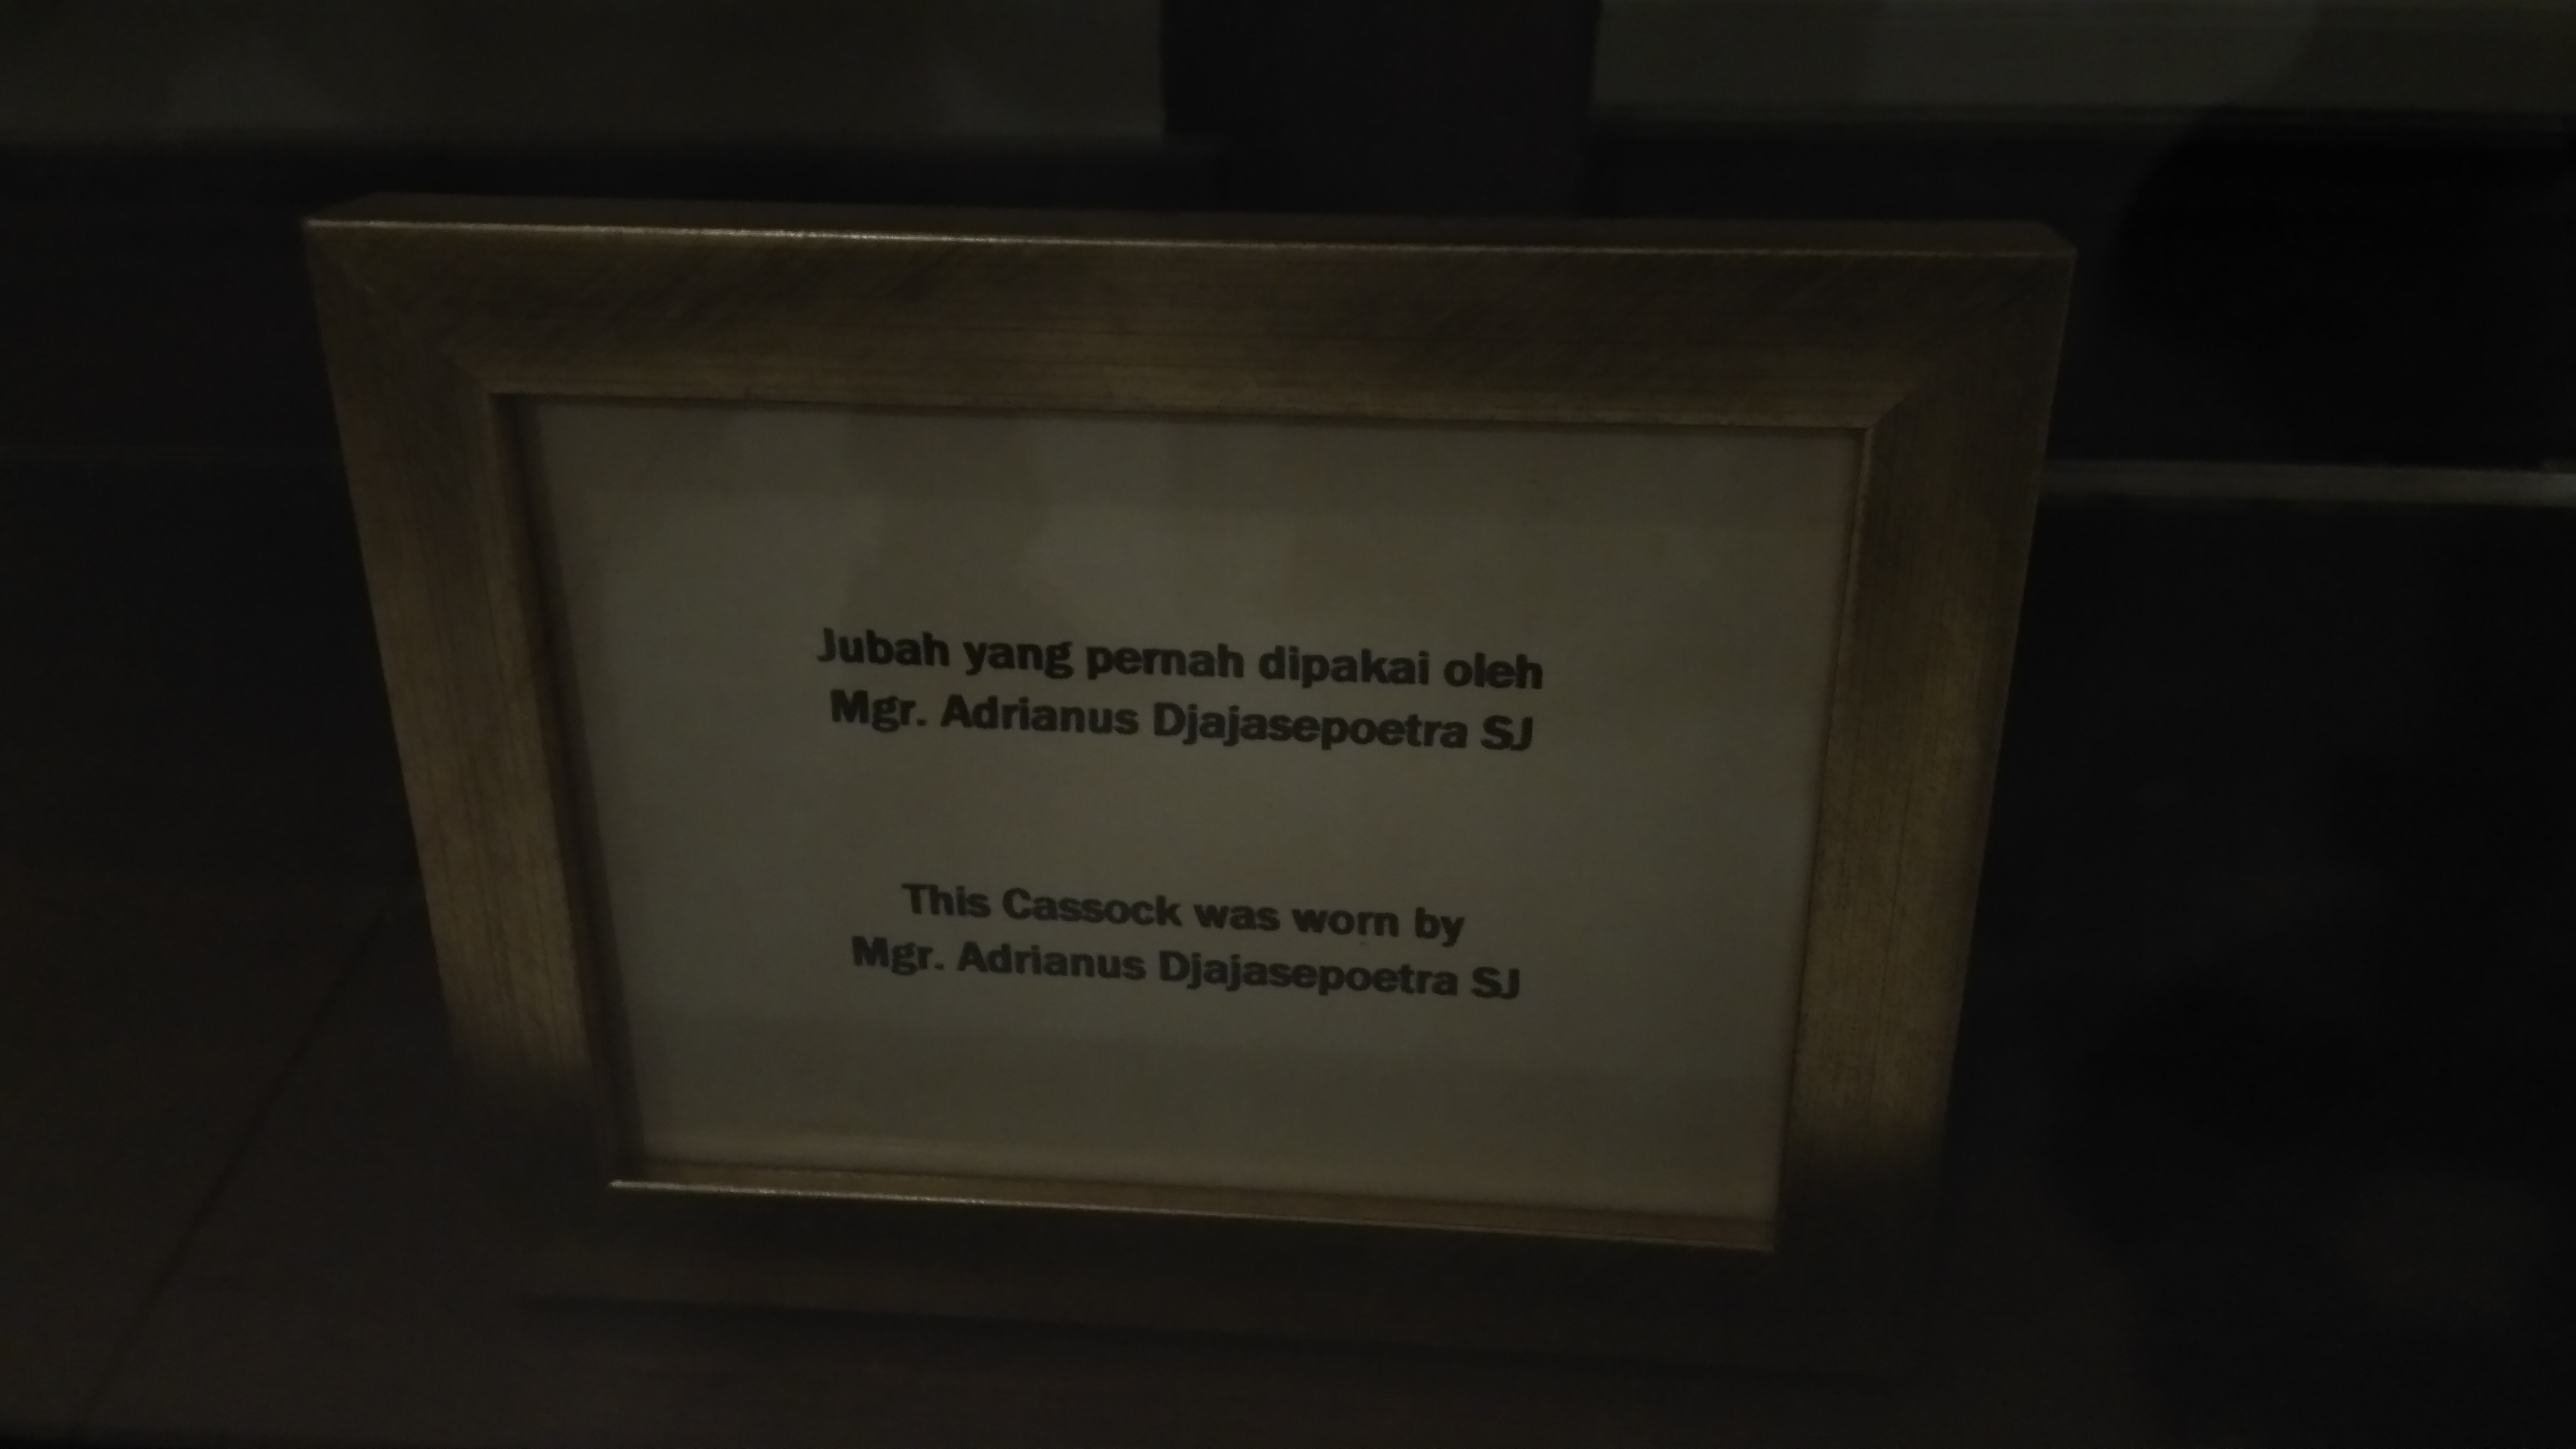 Jubah yang pernah dipakai oleh
Mgr. Adrianus Djajasepoetra SJ
This Cassock was worn by
Mgr. Adrianus Djajasepoetra SJ